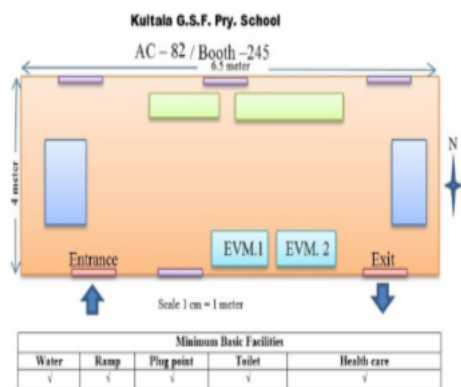 Kultala G.S.F. Pry. School
AC – 82 / Booth –245
6.5 meter
4 meter
N
EVM.1 EVM. 2
Entrance Exit
Scale 1 cm = 1 meter
Minimum Basic Facilities
Water Ramp Plug point Toilet Health care
√ √ √ √ √